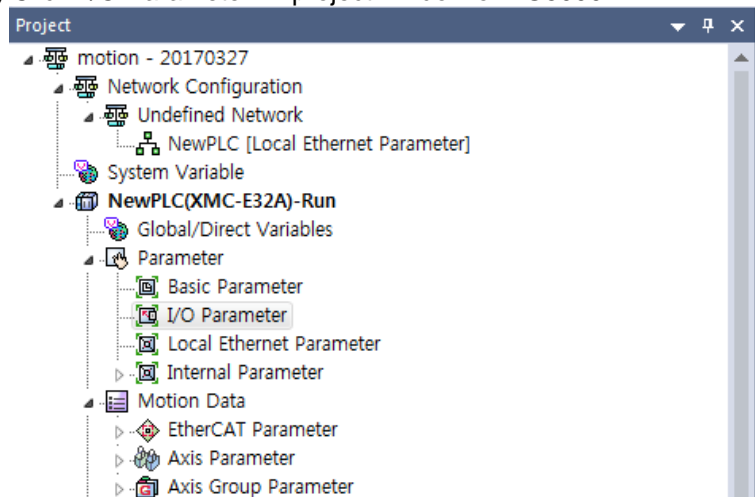 Project
motion - 20170327
Network Configuration
Undefined Network
NewPLC [Local Ethernet Parameter]
System Variable
NewPLC(XMC-E32A)-Run
Global/Direct Variables
Parameter
Basic Parameter
I/O Parameter
Local Ethernet Parameter
Internal Parameter
Motion Data
EtherCAT Parameter
Axis Parameter
Axis Group Parameter